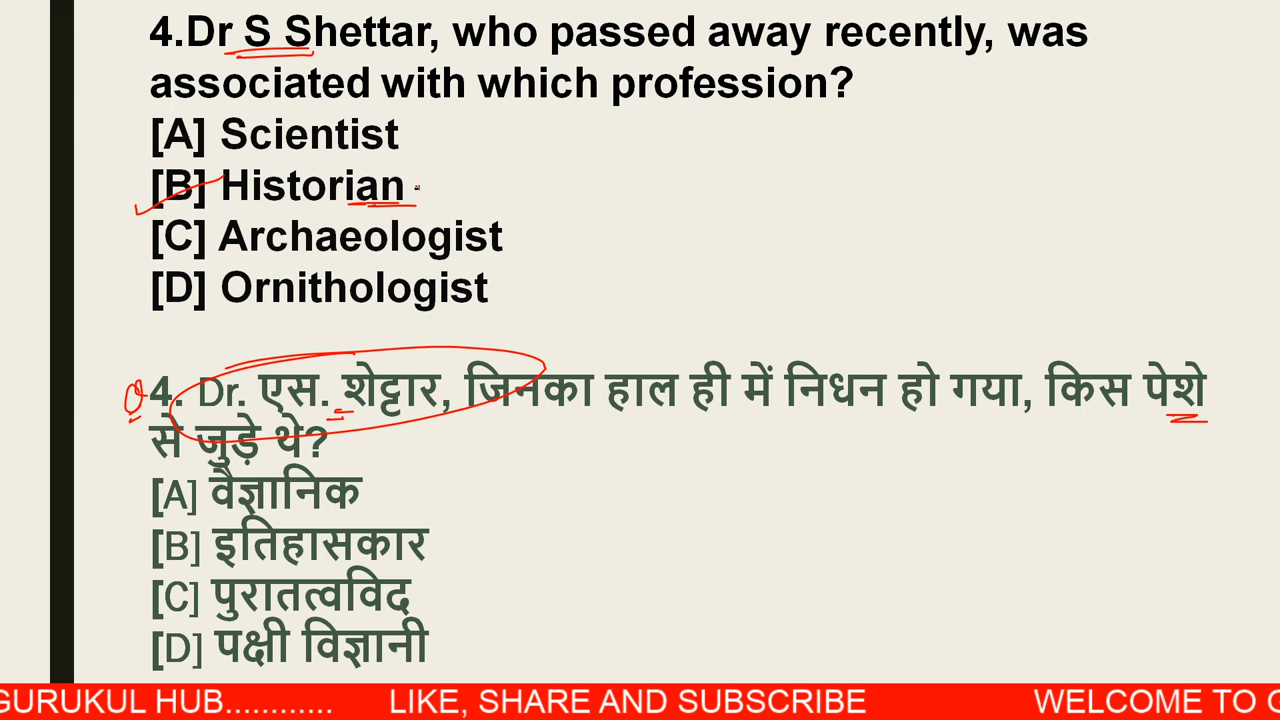 4.Dr S Shettar, who passed away recently, was
associated with which profession?
[A] Scientist
[B] Historian
[C] Archaeologist
[D] Ornithologist
Q4. Dr. एस. शेट्टार, जिनका हाल ही में निधन हो गया, किस पेशे
से जुड़े थे?
[A] वैज्ञानिक
[B] इतिहासकार
[C] पुरातत्वविद
[D] पक्षी विज्ञानी
GURUKUL HUB............ LIKE, SHARE AND SUBSCRIBE WELCOME TO